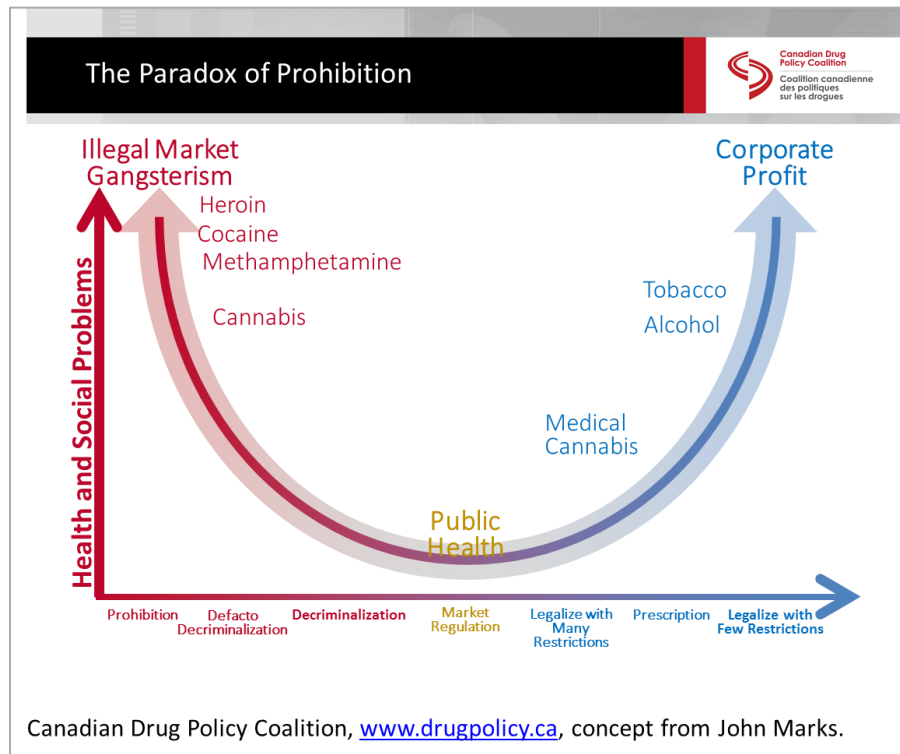 The Paradox of Prohibition
Canadian Drug
Policy Coalition
Coalition canadienne
des politiques
sur les drogues
Illegal Market
Gangsterism
Corporate
Profit
Health and Social Problems
Heroin
Cocaine
Methamphetamine
Cannabis
Tobacco
Alcohol
Medical
Cannabis
Public
Health
Prohibition
Defacto
Decriminalization
Decriminalization
Market
Regulation
Legalize with
Many
Restrictions
Prescription
Legalize with
Few Restrictions
Canadian Drug Policy Coalition, www.drugpolicy.ca, concept from John Marks.